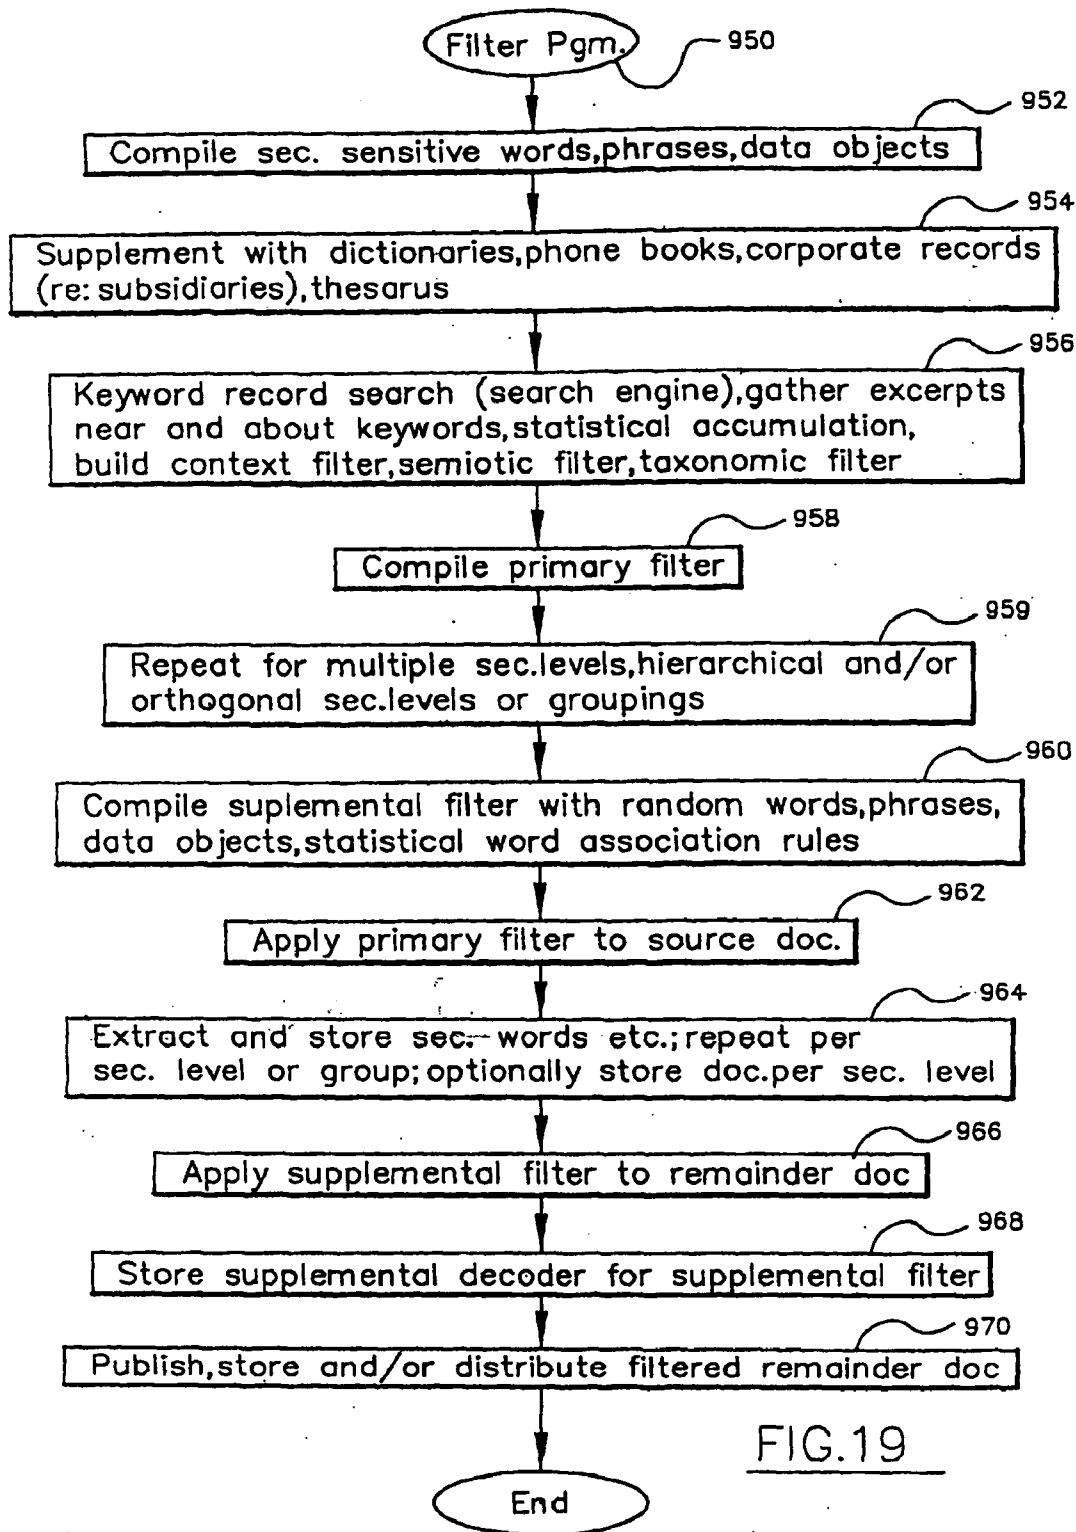 Filter Pgm.
950
952
Compile sec. sensitive words,phrases,data objects
954
Supplement with dictionaries,phone books,corporate records
(re: subsidiaries),thesarus
956
Keyword record search (search engine),gather excerpts
near and about keywords,statistical accumulation,
build context filter,semiotic filter,taxonomic filter
958
Compile primary filter
959
Repeat for multiple sec.levels,hierarchical and/or
orthogonal sec.levels or groupings
960
Compile suplemental filter with random words,phrases,
data objects,statistical word association rules
962
Apply primary filter to source doc.
964
Extract and store sec. words etc.;repeat per
sec. level or group;optionally store doc.per sec. level
966
Apply supplemental filter to remainder doc
968
Store supplemental decoder for supplemental filter
970
Publish,store and/or distribute filtered remainder doc
FIG.19
End